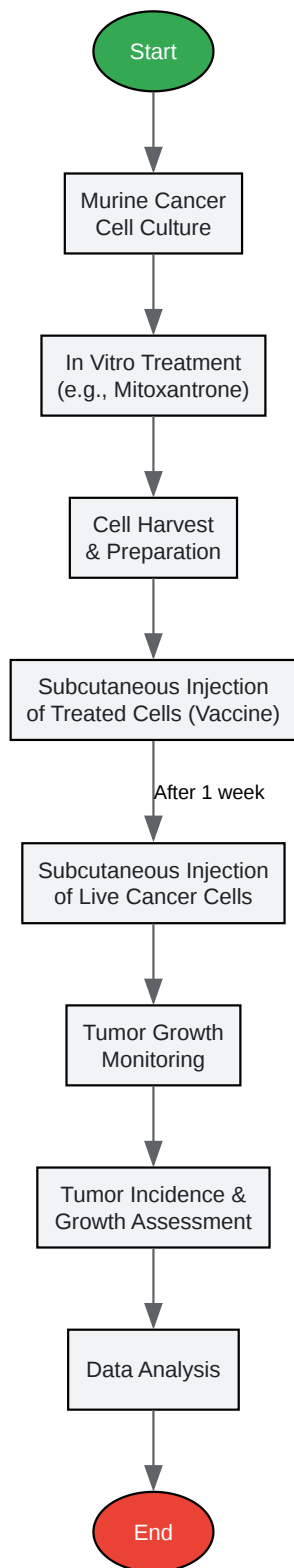 Start
Murine Cancer
Cell Culture
In Vitro Treatment
(e.g., Mitoxantrone)
Cell Harvest
& Preparation
Subcutaneous Injection
of Treated Cells (Vaccine)
After 1 week
Subcutaneous Injection
of Live Cancer Cells
Tumor Growth
Monitoring
Tumor Incidence &
Growth Assessment
Data Analysis
End